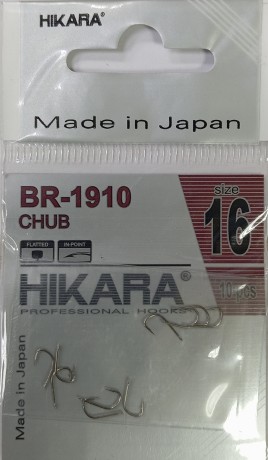 HIKARA®
Made in Japan
BR-1910
CHUB
size
16
FLATTED
IN-POINT
HIKARA
10 pcs
PROFESSIONAL HOOKS
Made in Japan